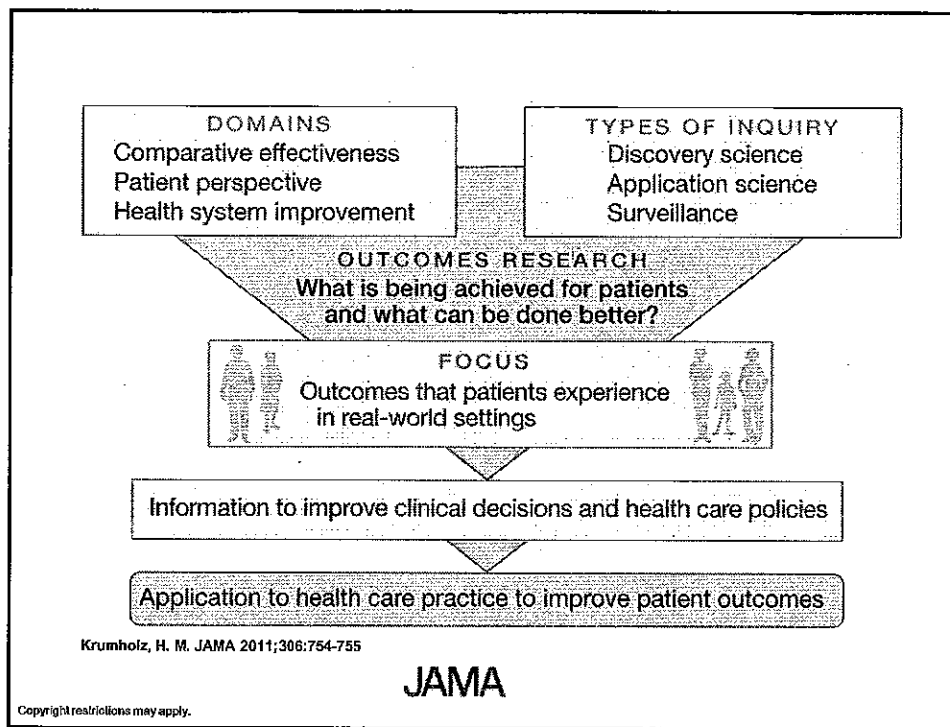 DOMAINS
Comparative effectiveness
Patient perspective
Health system improvement
TYPES OF INQUIRY
Discovery science
Application science
Surveillance
OUTCOMES RESEARCH
What is being achieved for patients
and what can be done better?
FOCUS
Outcomes that patients experience
in real-world settings
Information to improve clinical decisions and health care policies
Application to health care practice to improve patient outcomes
Krumholz, H. M. JAMA 2011;306:754-755
JAMA
Copyright restrictions may apply.